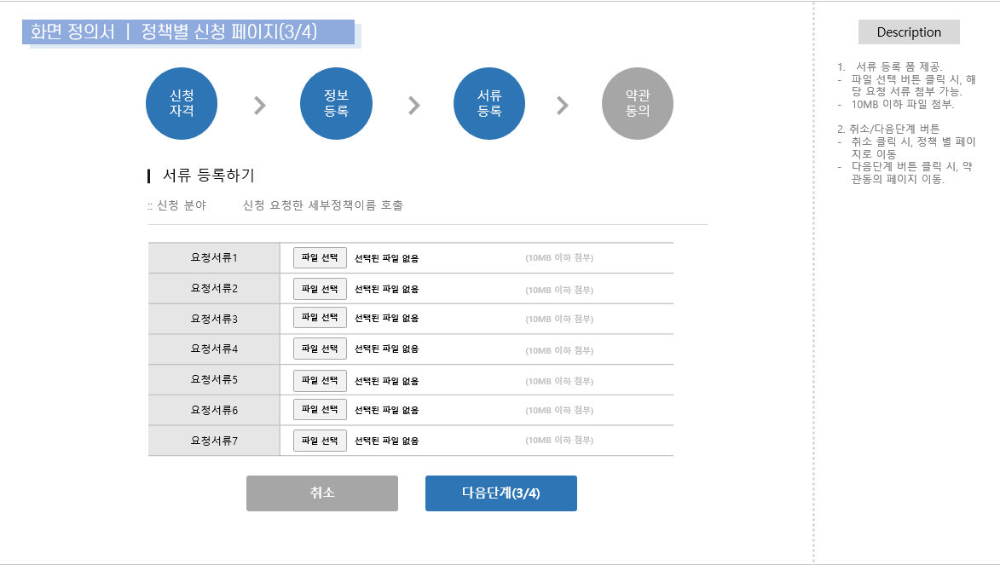 화면 정의서 | 정책별 신청 페이지(3/4)
신청
자격
정보
등록
서류
등록
약관
동의
서류 등록하기
:: 신청 분야 신청 요청한 세부정책이름 호출
요청서류1 파일 선택 선택된 파일 없음 (10MB 이하 첨부)
요청서류2 파일 선택 선택된 파일 없음 (10MB 이하 첨부)
요청서류3 파일 선택 선택된 파일 없음 (10MB 이하 첨부)
요청서류4 파일 선택 선택된 파일 없음 (10MB 이하 첨부)
요청서류5 파일 선택 선택된 파일 없음 (10MB 이하 첨부)
요청서류6 파일 선택 선택된 파일 없음 (10MB 이하 첨부)
요청서류7 파일 선택 선택된 파일 없음 (10MB 이하 첨부)
취소 다음단계(3/4)
Description
1. 서류 등록 폼 제공.
- 파일 선택 버튼 클릭 시, 해
당 요청 서류 첨부 가능.
- 10MB 이하 파일 첨부.
2. 취소/다음단계 버튼
- 취소 클릭 시, 정책 별 페이
지로 이동
- 다음단계 버튼 클릭 시, 약
관동의 페이지 이동.